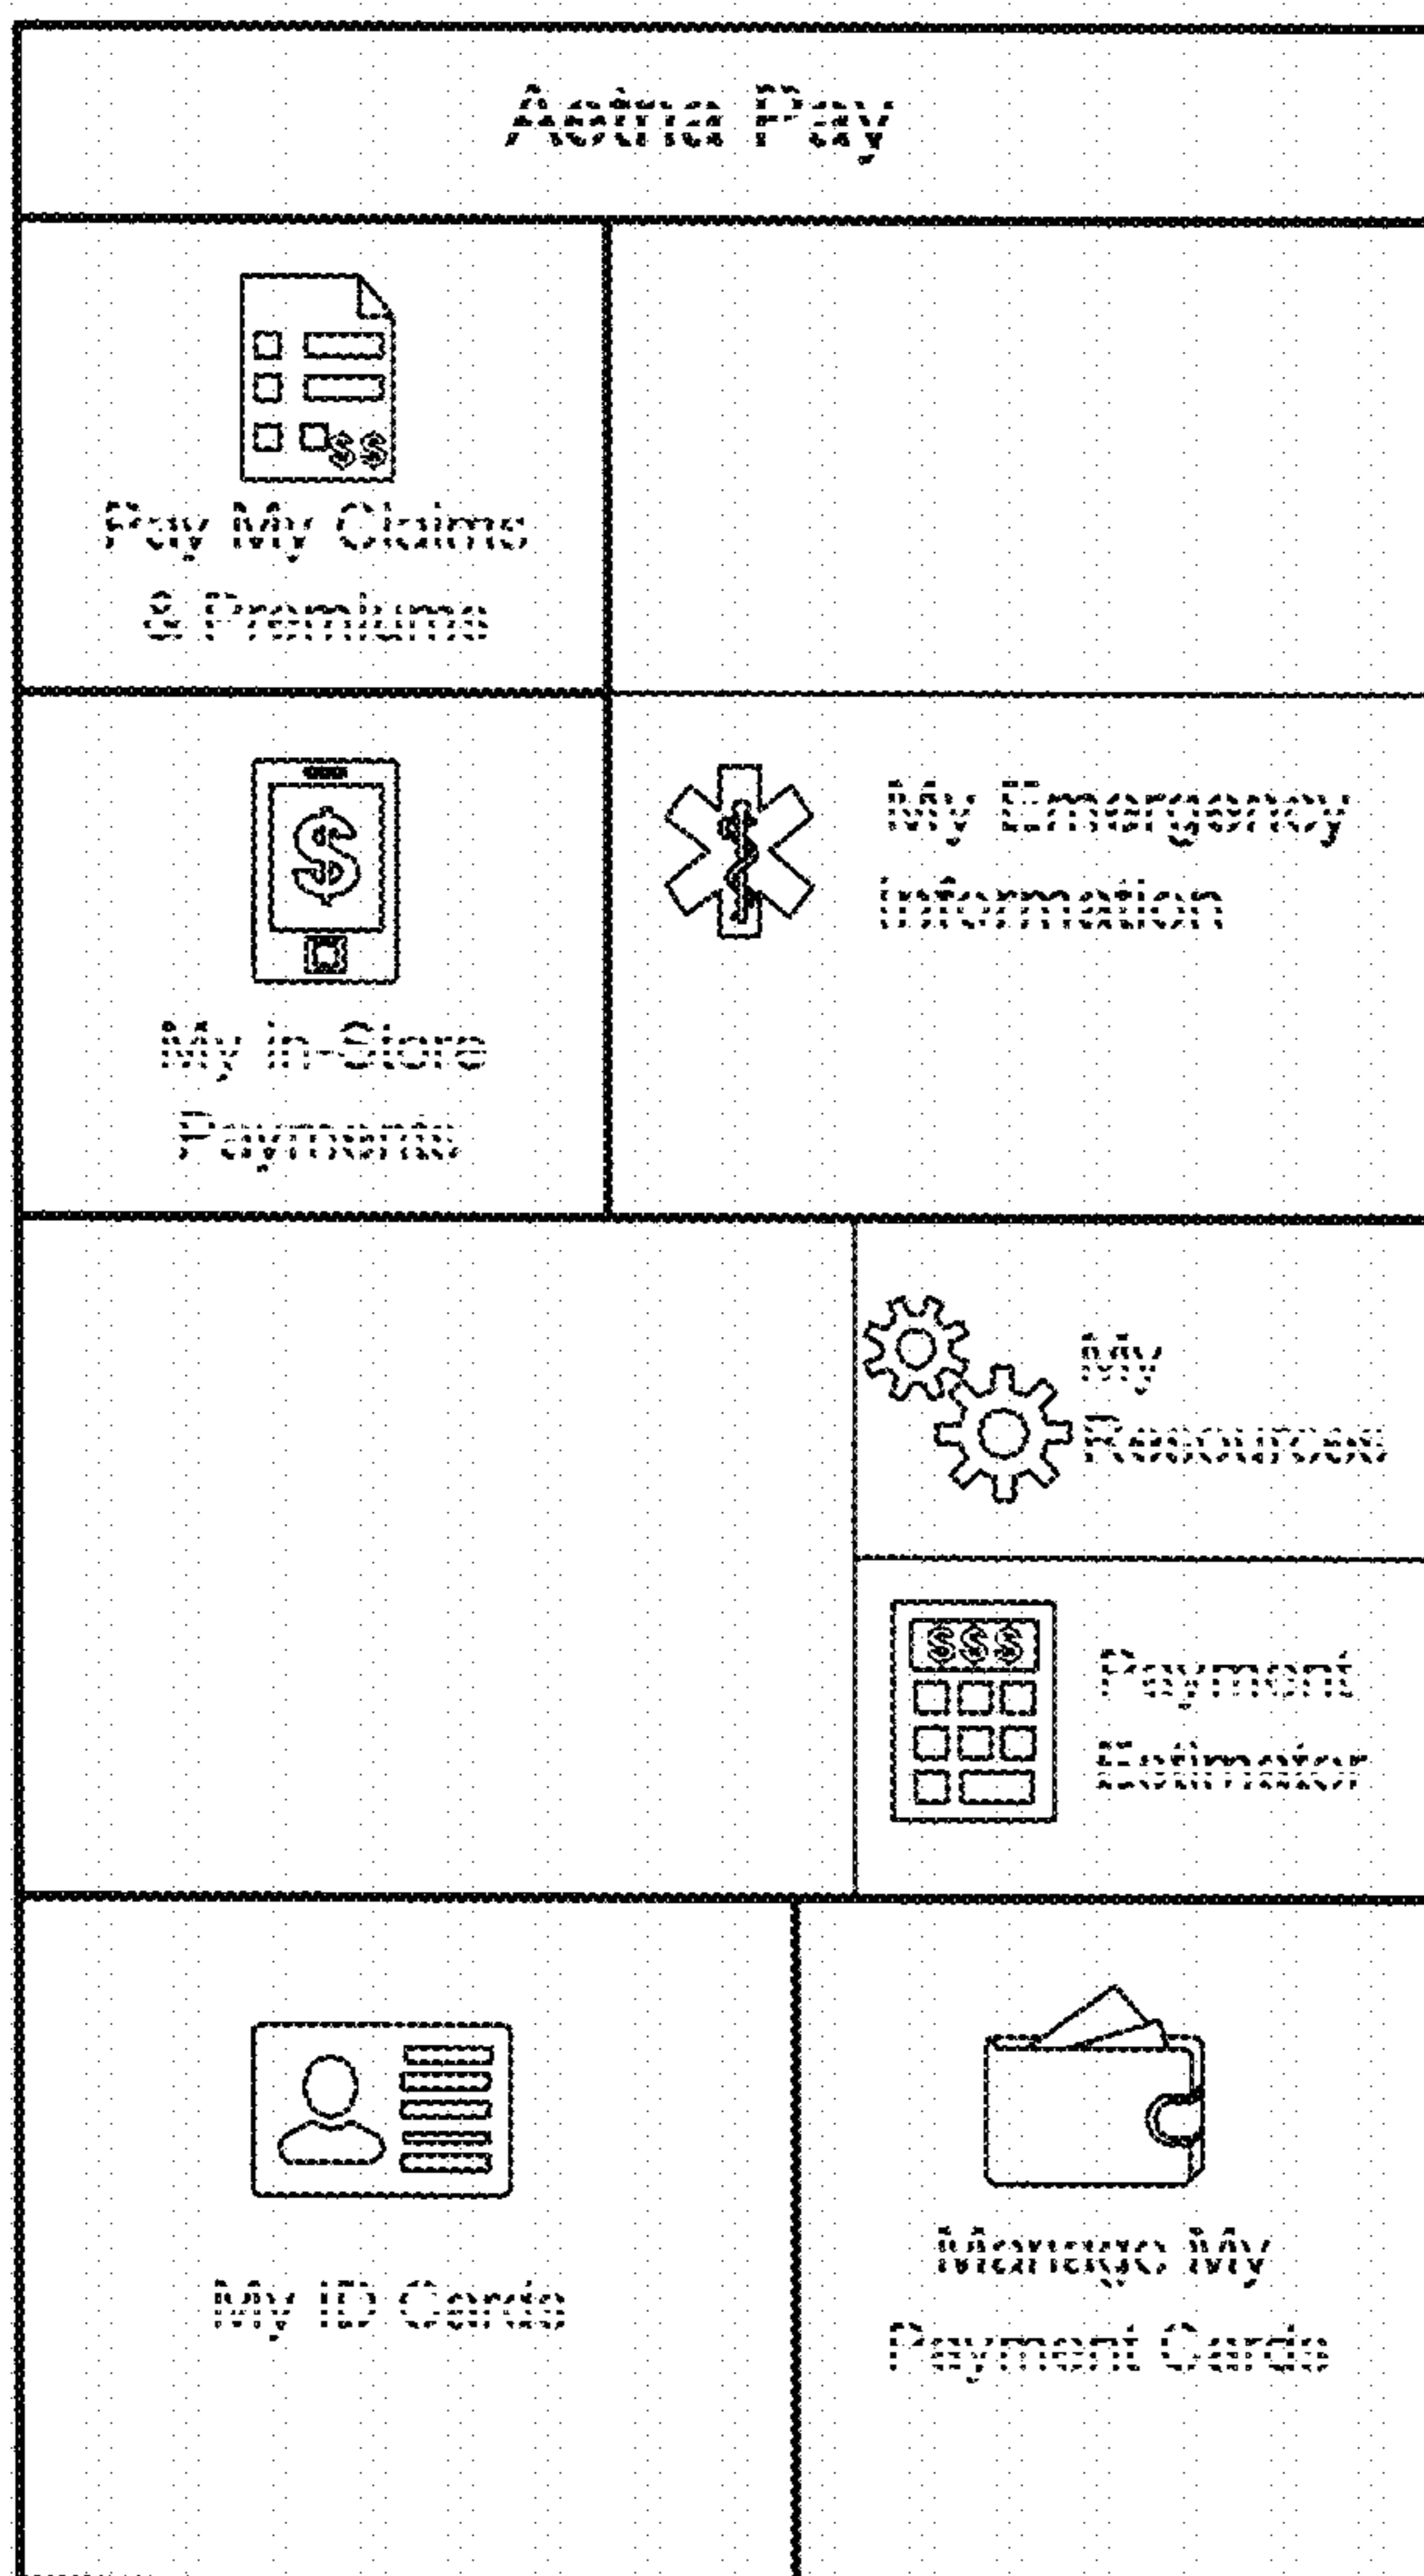 Aetna Pay
Pay My Claims
& Premiums
My In-Store
Payments
My Emergency
Information
My
Resources
Payment
Estimator
My ID Cards
Manage My
Payment Cards